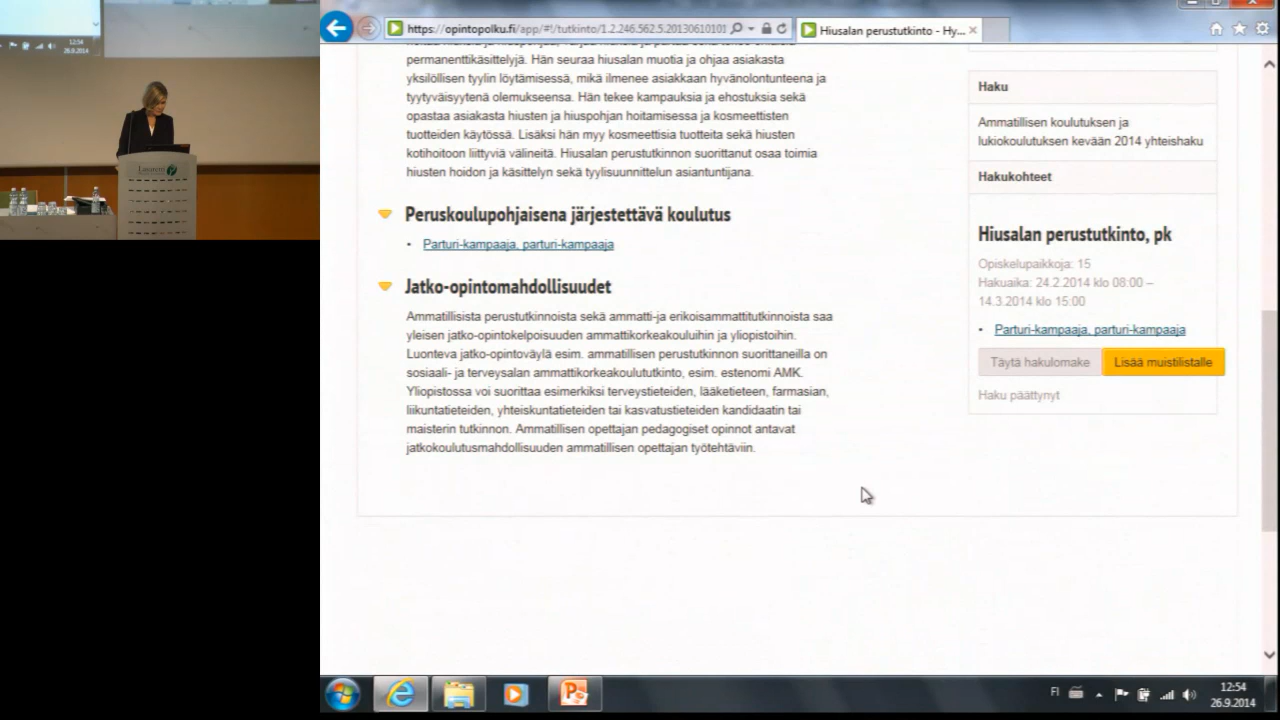 https://opintopolku.fi/app/#!/tutkinto/1.2.246.562.5.20130610101
Hiusalan perustutkinto - Hy...
permanenttikäsittelyjä. Hän seuraa hiusalan muotia ja ohjaa asiakasta
yksilöllisen tyylin löytämisessä, mikä ilmenee asiakkaan hyvänolontunteena ja
tyytyväisyytenä olemukseensa. Hän tekee kampauksia ja ehostuksia sekä
opastaa asiakasta hiusten ja hiuspohjan hoitamisessa ja kosmeettisten
tuotteiden käytössä. Lisäksi hän myy kosmeettisia tuotteita sekä hiusten
kotihoitoon liittyviä välineitä. Hiusalan perustutkinnon suorittanut osaa toimia
hiusten hoidon ja käsittelyn sekä tyylisuunnittelun asiantuntijana.
Peruskoulupohjaisena järjestettävä koulutus
Parturi-kampaaja, parturi-kampaaja
Jatko-opintomahdollisuudet
Ammatillisista perustutkinnoista sekä ammatti-ja erikoisammattitutkinnoista saa
yleisen jatko-opintokelpoisuuden ammattikorkeakouluihin ja yliopistoihin.
Luonteva jatko-opintoväylä esim. ammatillisen perustutkinnon suorittaneilla on
sosiaali- ja terveysalan ammattikorkeakoulututkinto, esim. estenomi AMK.
Yliopistossa voi suorittaa esimerkiksi terveystieteiden, lääketieteen, farmasian,
liikuntatieteiden, yhteiskuntatieteiden tai kasvatustieteiden kandidaatin tai
maisterin tutkinnon. Ammatillisen opettajan pedagogiset opinnot antavat
jatkokoulutusmahdollisuuden ammatillisen opettajan työtehtäviin.
Haku
Ammatillisen koulutuksen ja
lukiokoulutuksen kevään 2014 yhteishaku
Hakukohteet
Hiusalan perustutkinto, pk
Opiskelupaikkoja: 15
Hakuaika: 24.2.2014 klo 08:00 –
14.3.2014 klo 15:00
Parturi-kampaaja, parturi-kampaaja
Täytä hakulomake
Lisää muistilistalle
Haku päättynyt
FI
12:54
26.9.2014
12:54
26.9.2014